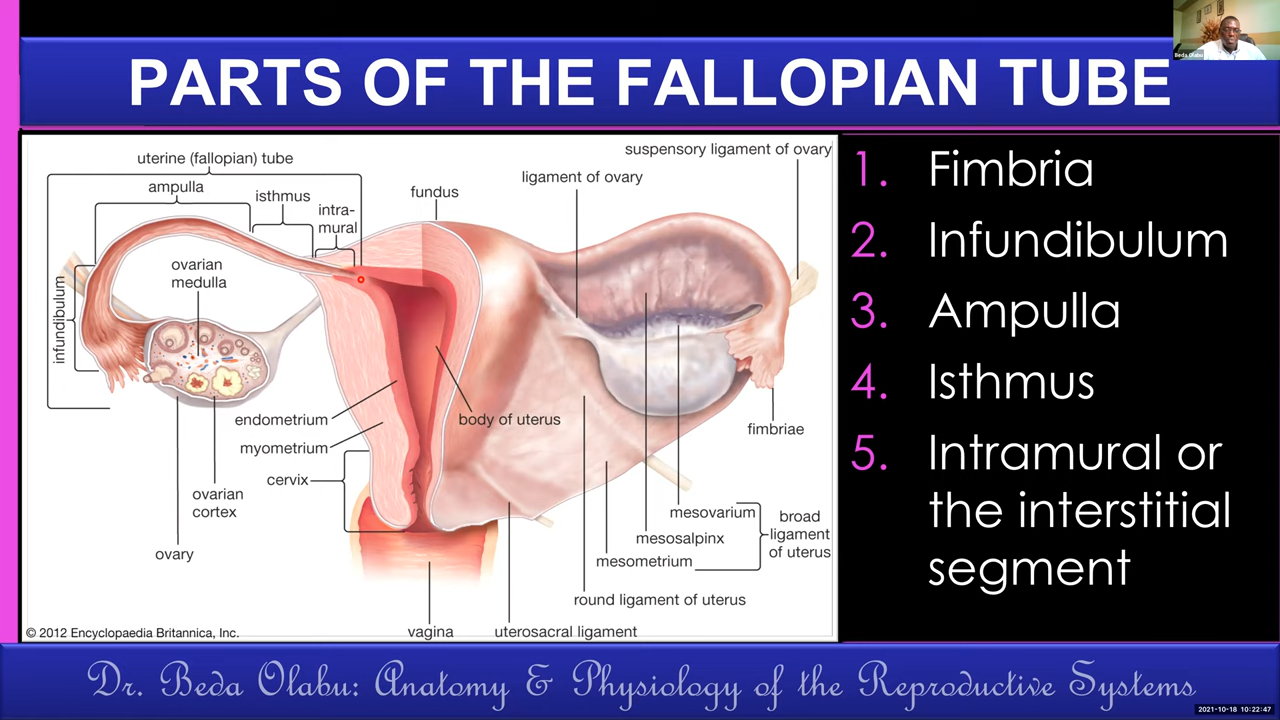 Beda Olabu
PARTS OF THE FALLOPIAN TUBE
uterine (fallopian) tube
ampulla
isthmus
intra-
mural
fundus
ligament of ovary
suspensory ligament of ovary
infundibulum
ovarian
medulla
endometrium
myometrium
cervix
body of uterus
fimbriae
ovarian
cortex
ovary
mesovarium
mesosalpinx
mesometrium
broad
ligament
of uterus
round ligament of uterus
vagina
uterosacral ligament
© 2012 Encyclopaedia Britannica, Inc.
1. Fimbria
2. Infundibulum
3. Ampulla
4. Isthmus
5. Intramural or
the interstitial
segment
Dr. Beda Olabu: Anatomy & Physiology of the Reproductive Systems
2021-10-18 10:22:47